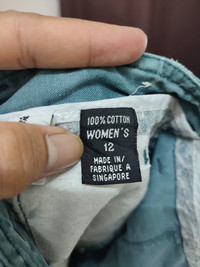 100% COTTON
WOMEN'S
12
MADE IN/
FABRIQUE A
SINGAPORE